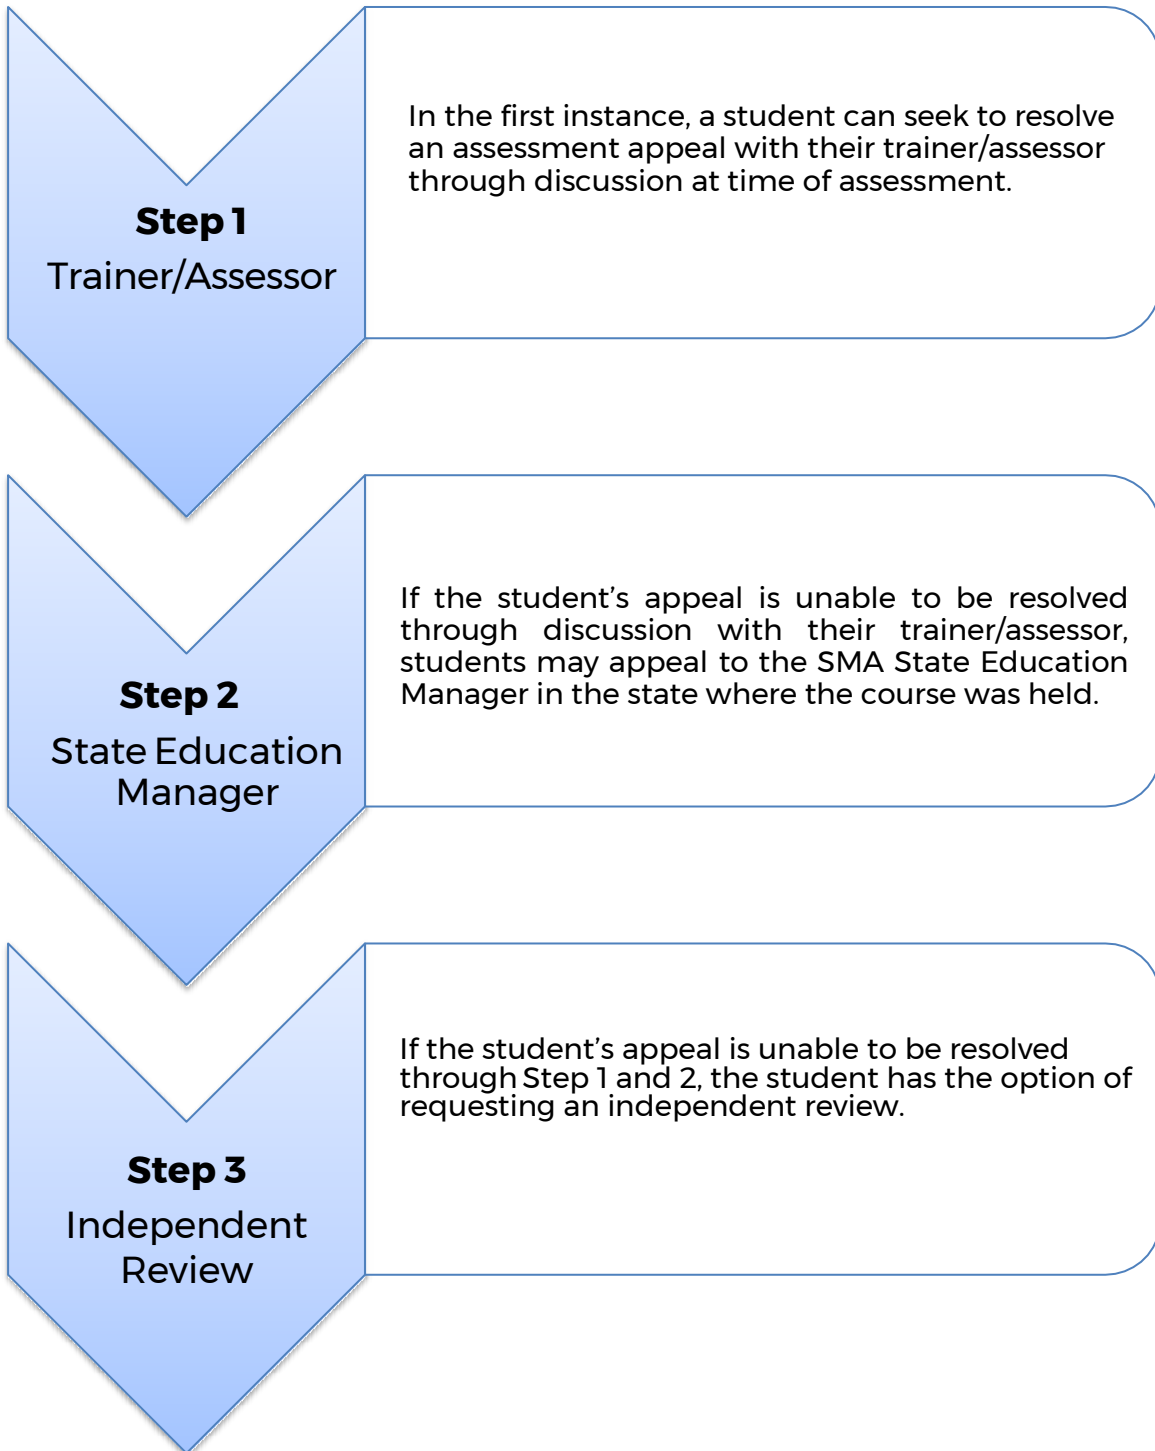 Step 1
Trainer/Assessor
In the first instance, a student can seek to resolve
an assessment appeal with their trainer/assessor
through discussion at time of assessment.
Step 2
State Education
Manager
If the student’s appeal is unable to be resolved
through discussion with their trainer/assessor,
students may appeal to the SMA State Education
Manager in the state where the course was held.
Step 3
Independent
Review
If the student’s appeal is unable to be resolved
through Step 1 and 2, the student has the option of
requesting an independent review.